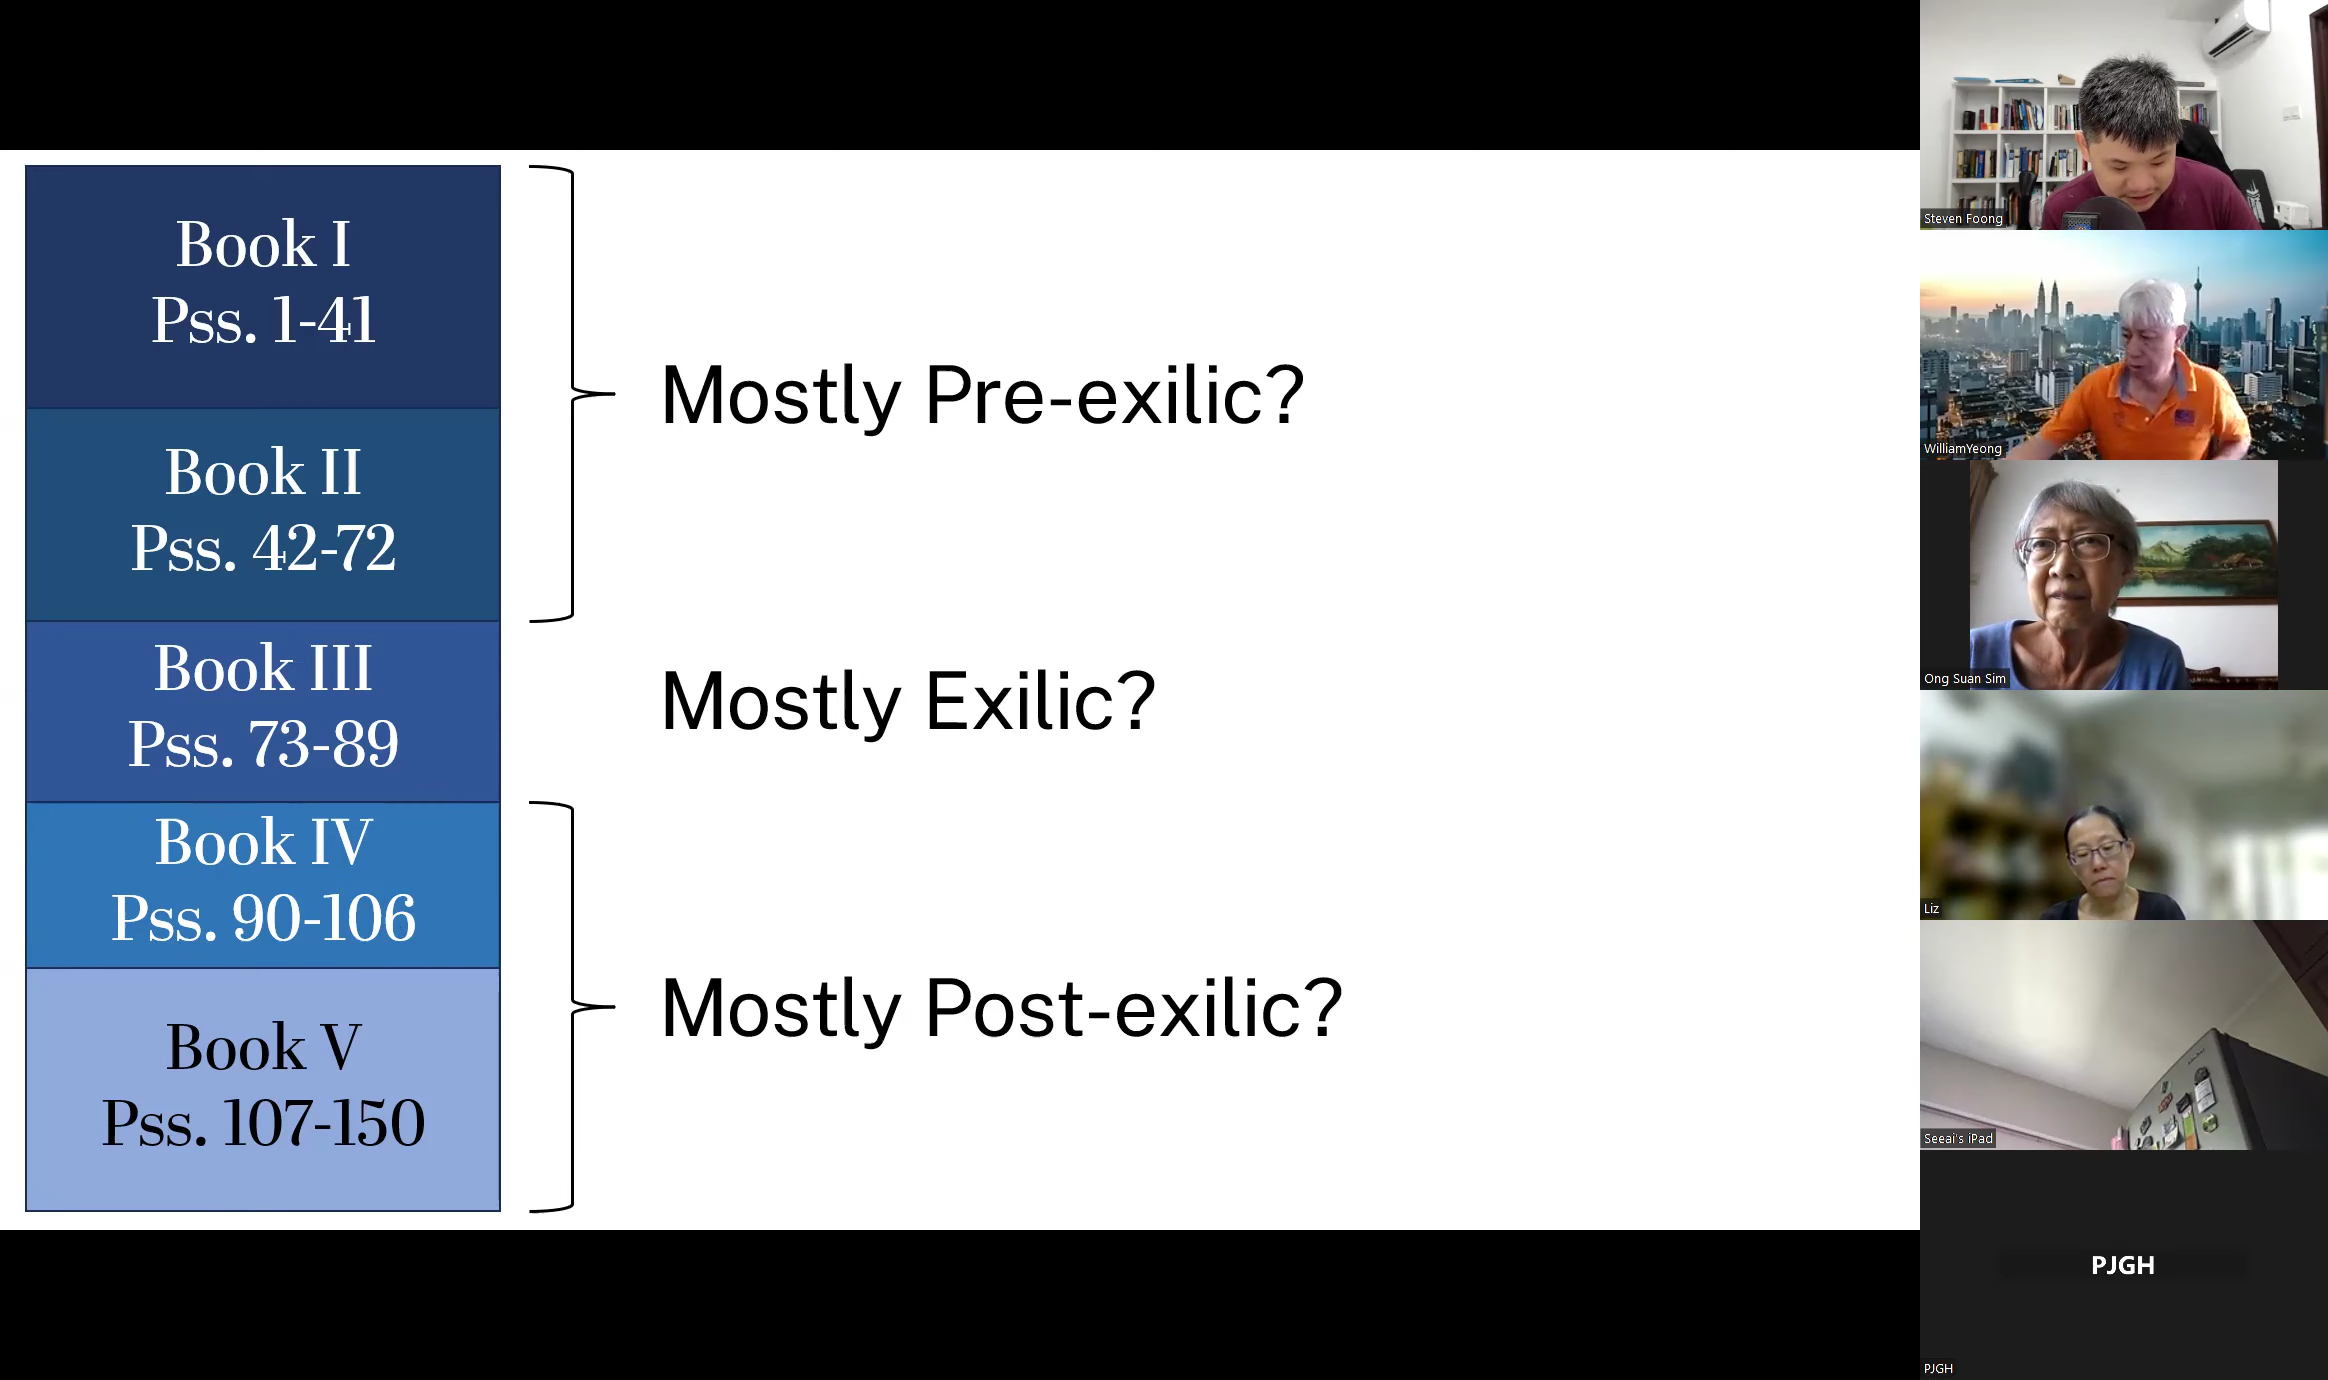 Book I
Pss. 1-41
Book II
Pss. 42-72
Book III
Pss. 73-89
Book IV
Pss. 90-106
Book V
Pss. 107-150
Mostly Pre-exilic?
Mostly Exilic?
Mostly Post-exilic?
Steven Foong
WilliamYeong
Ong Suan Sim
Liz
Seeai's iPad
PJGH
PJGH